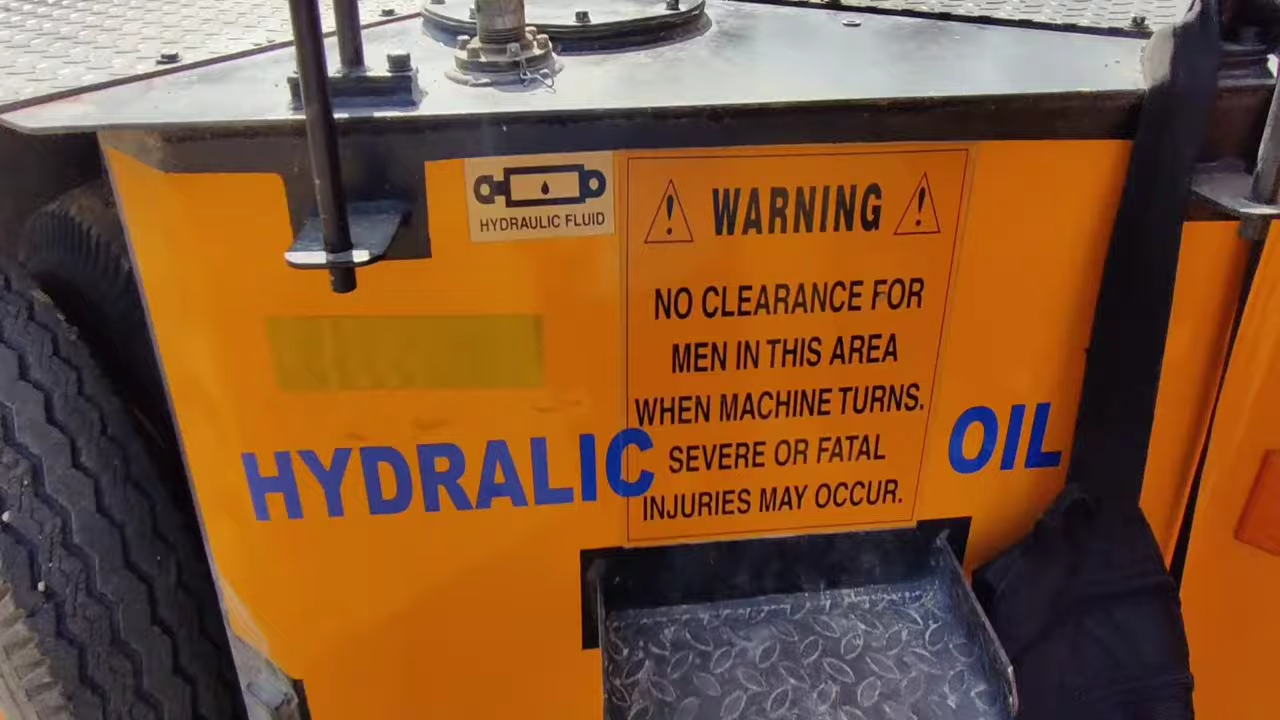 HYDRAULIC FLUID
WARNING
NO CLEARANCE FOR
MEN IN THIS AREA
WHEN MACHINE TURNS.
SEVERE OR FATAL
INJURIES MAY OCCUR.
HYDRALIC OIL